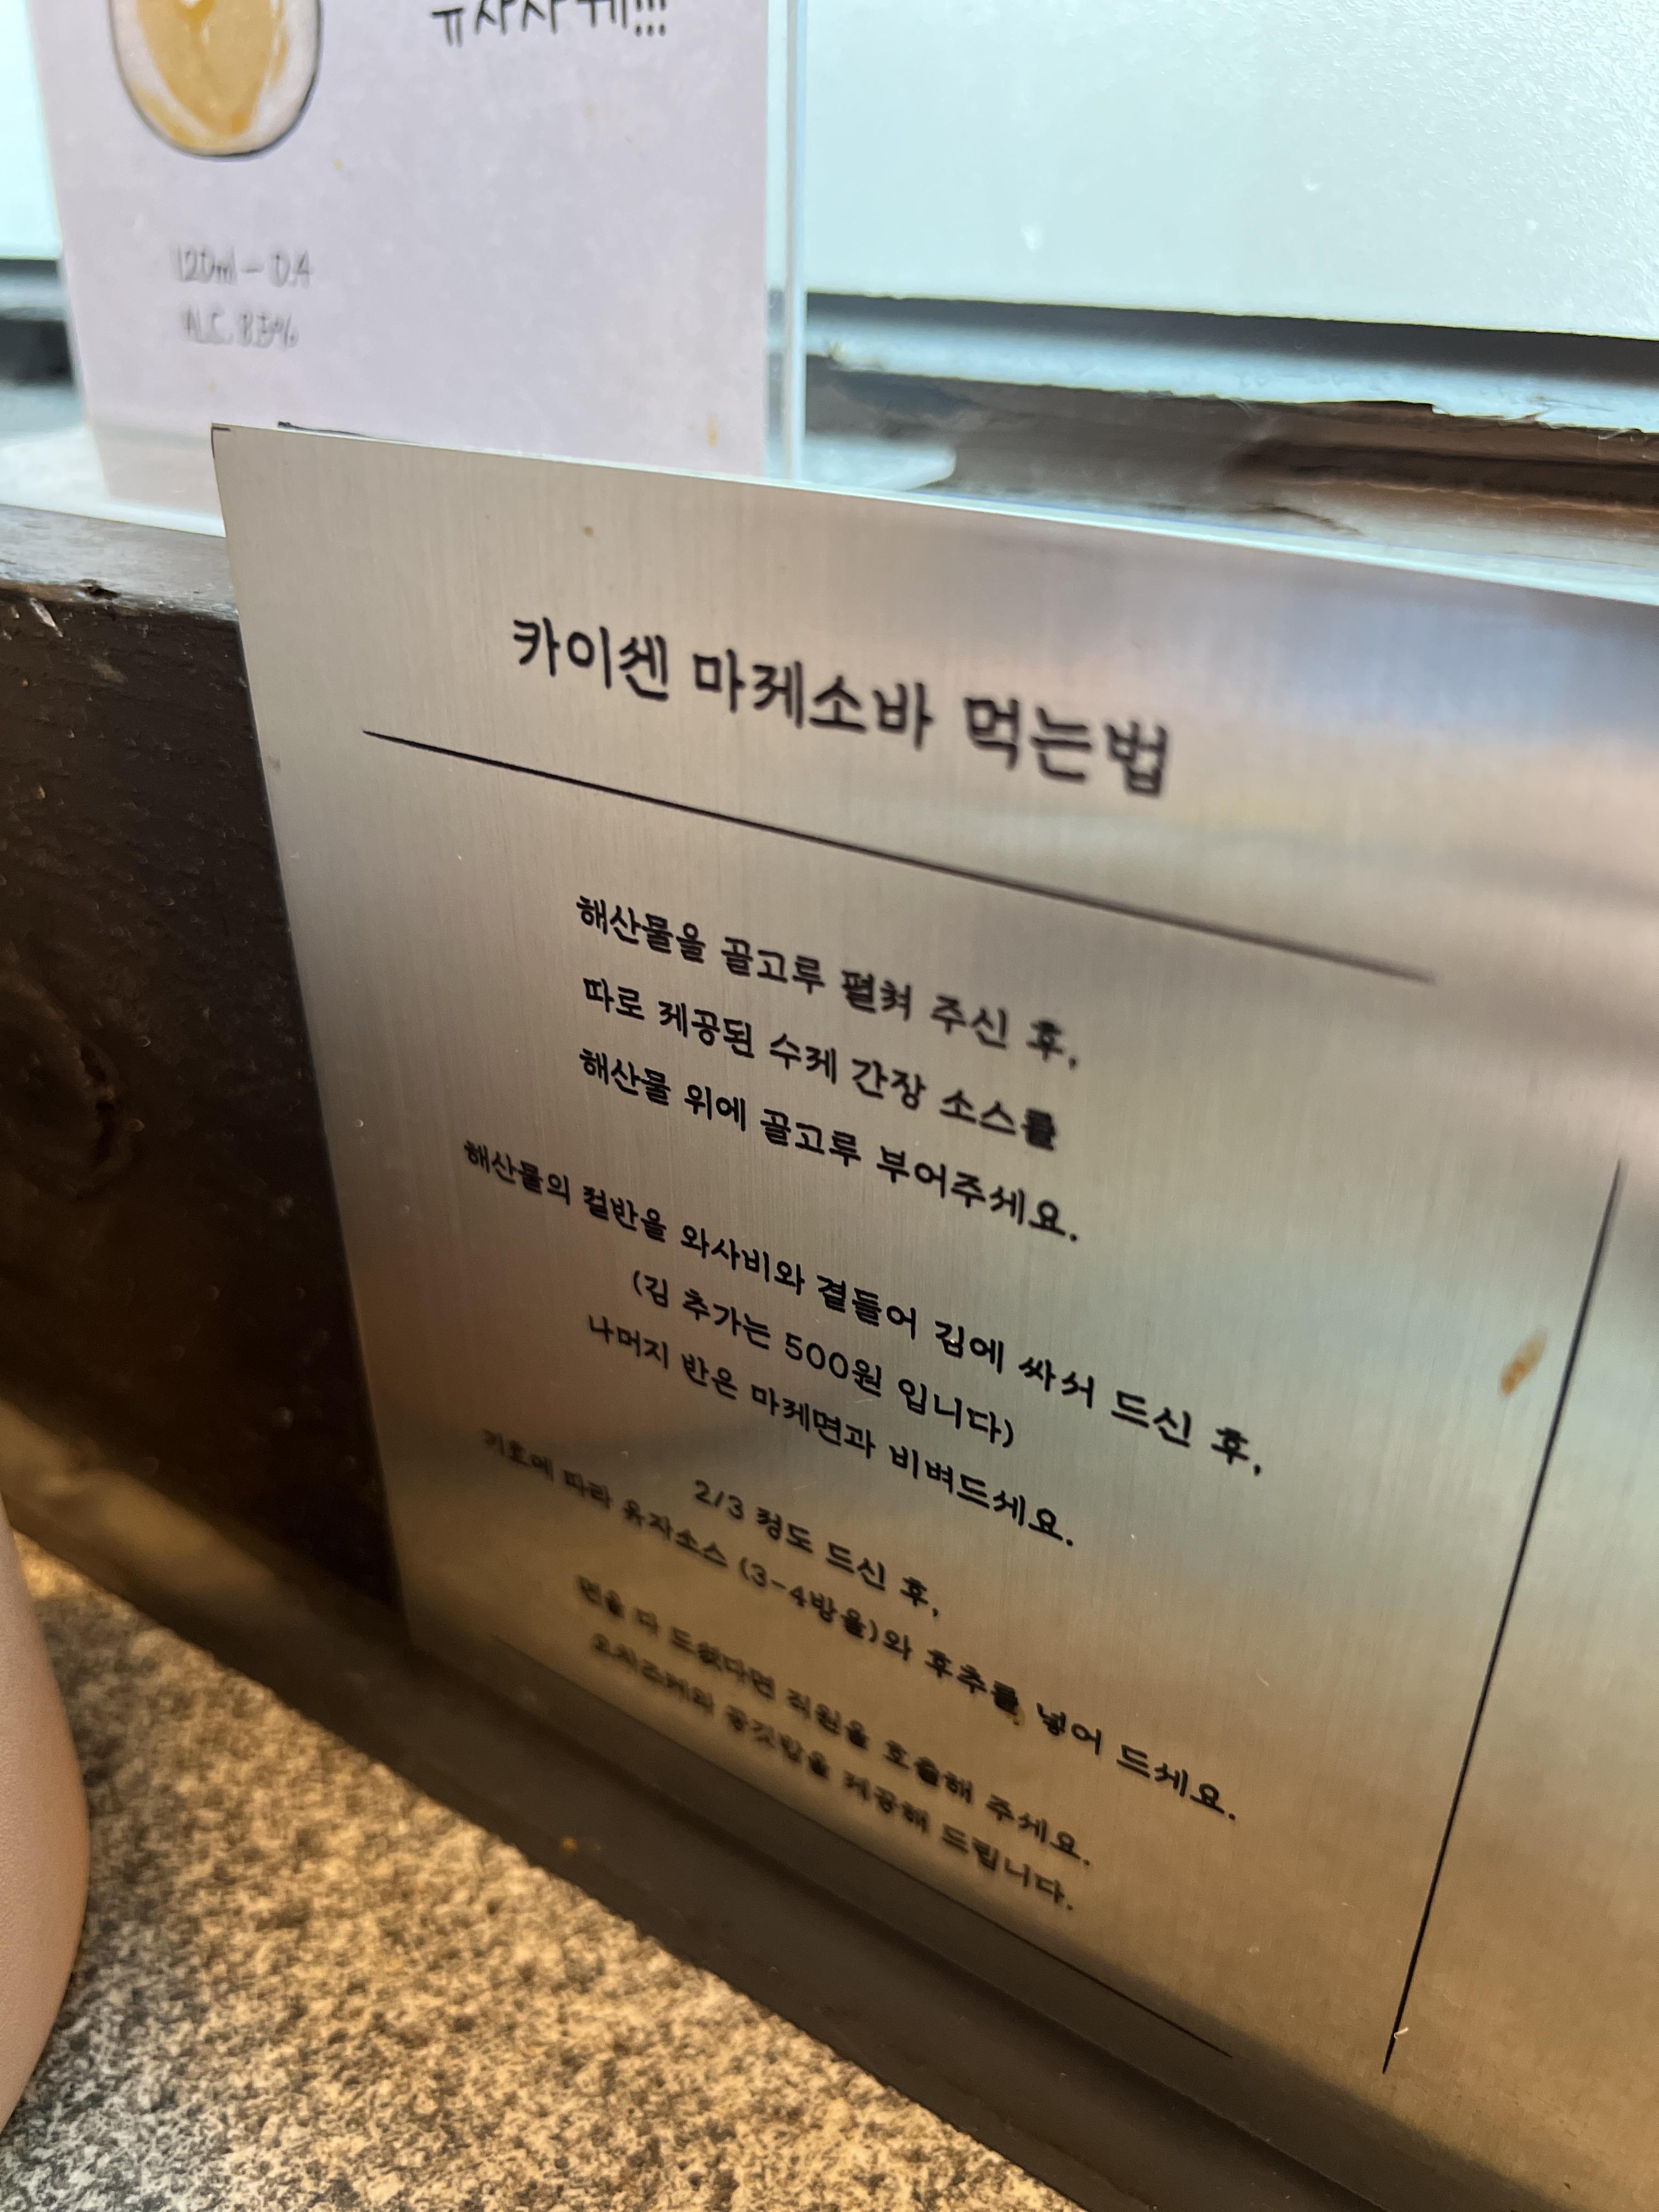 120ml - 0.4
카이센 마제소바 먹는법
해산물을 골고루 펼쳐 주신 후,
따로 제공된 수제 간장 소스를
해산물 위에 골고루 부어주세요.
해산물의 절반을 와사비와 곁들어 김에 싸서 드신 후,
(김 추가는 500원 입니다)
나머지 반은 마제면과 비벼드세요.
2/3 정도 드신 후,
기호에 따라 유자소스 (3-4방울)와 후추를 넣어 드세요.
면을 다 드셨다면 직원을 호출해 주세요.
오차즈께와 공깃밥을 제공해 드립니다.